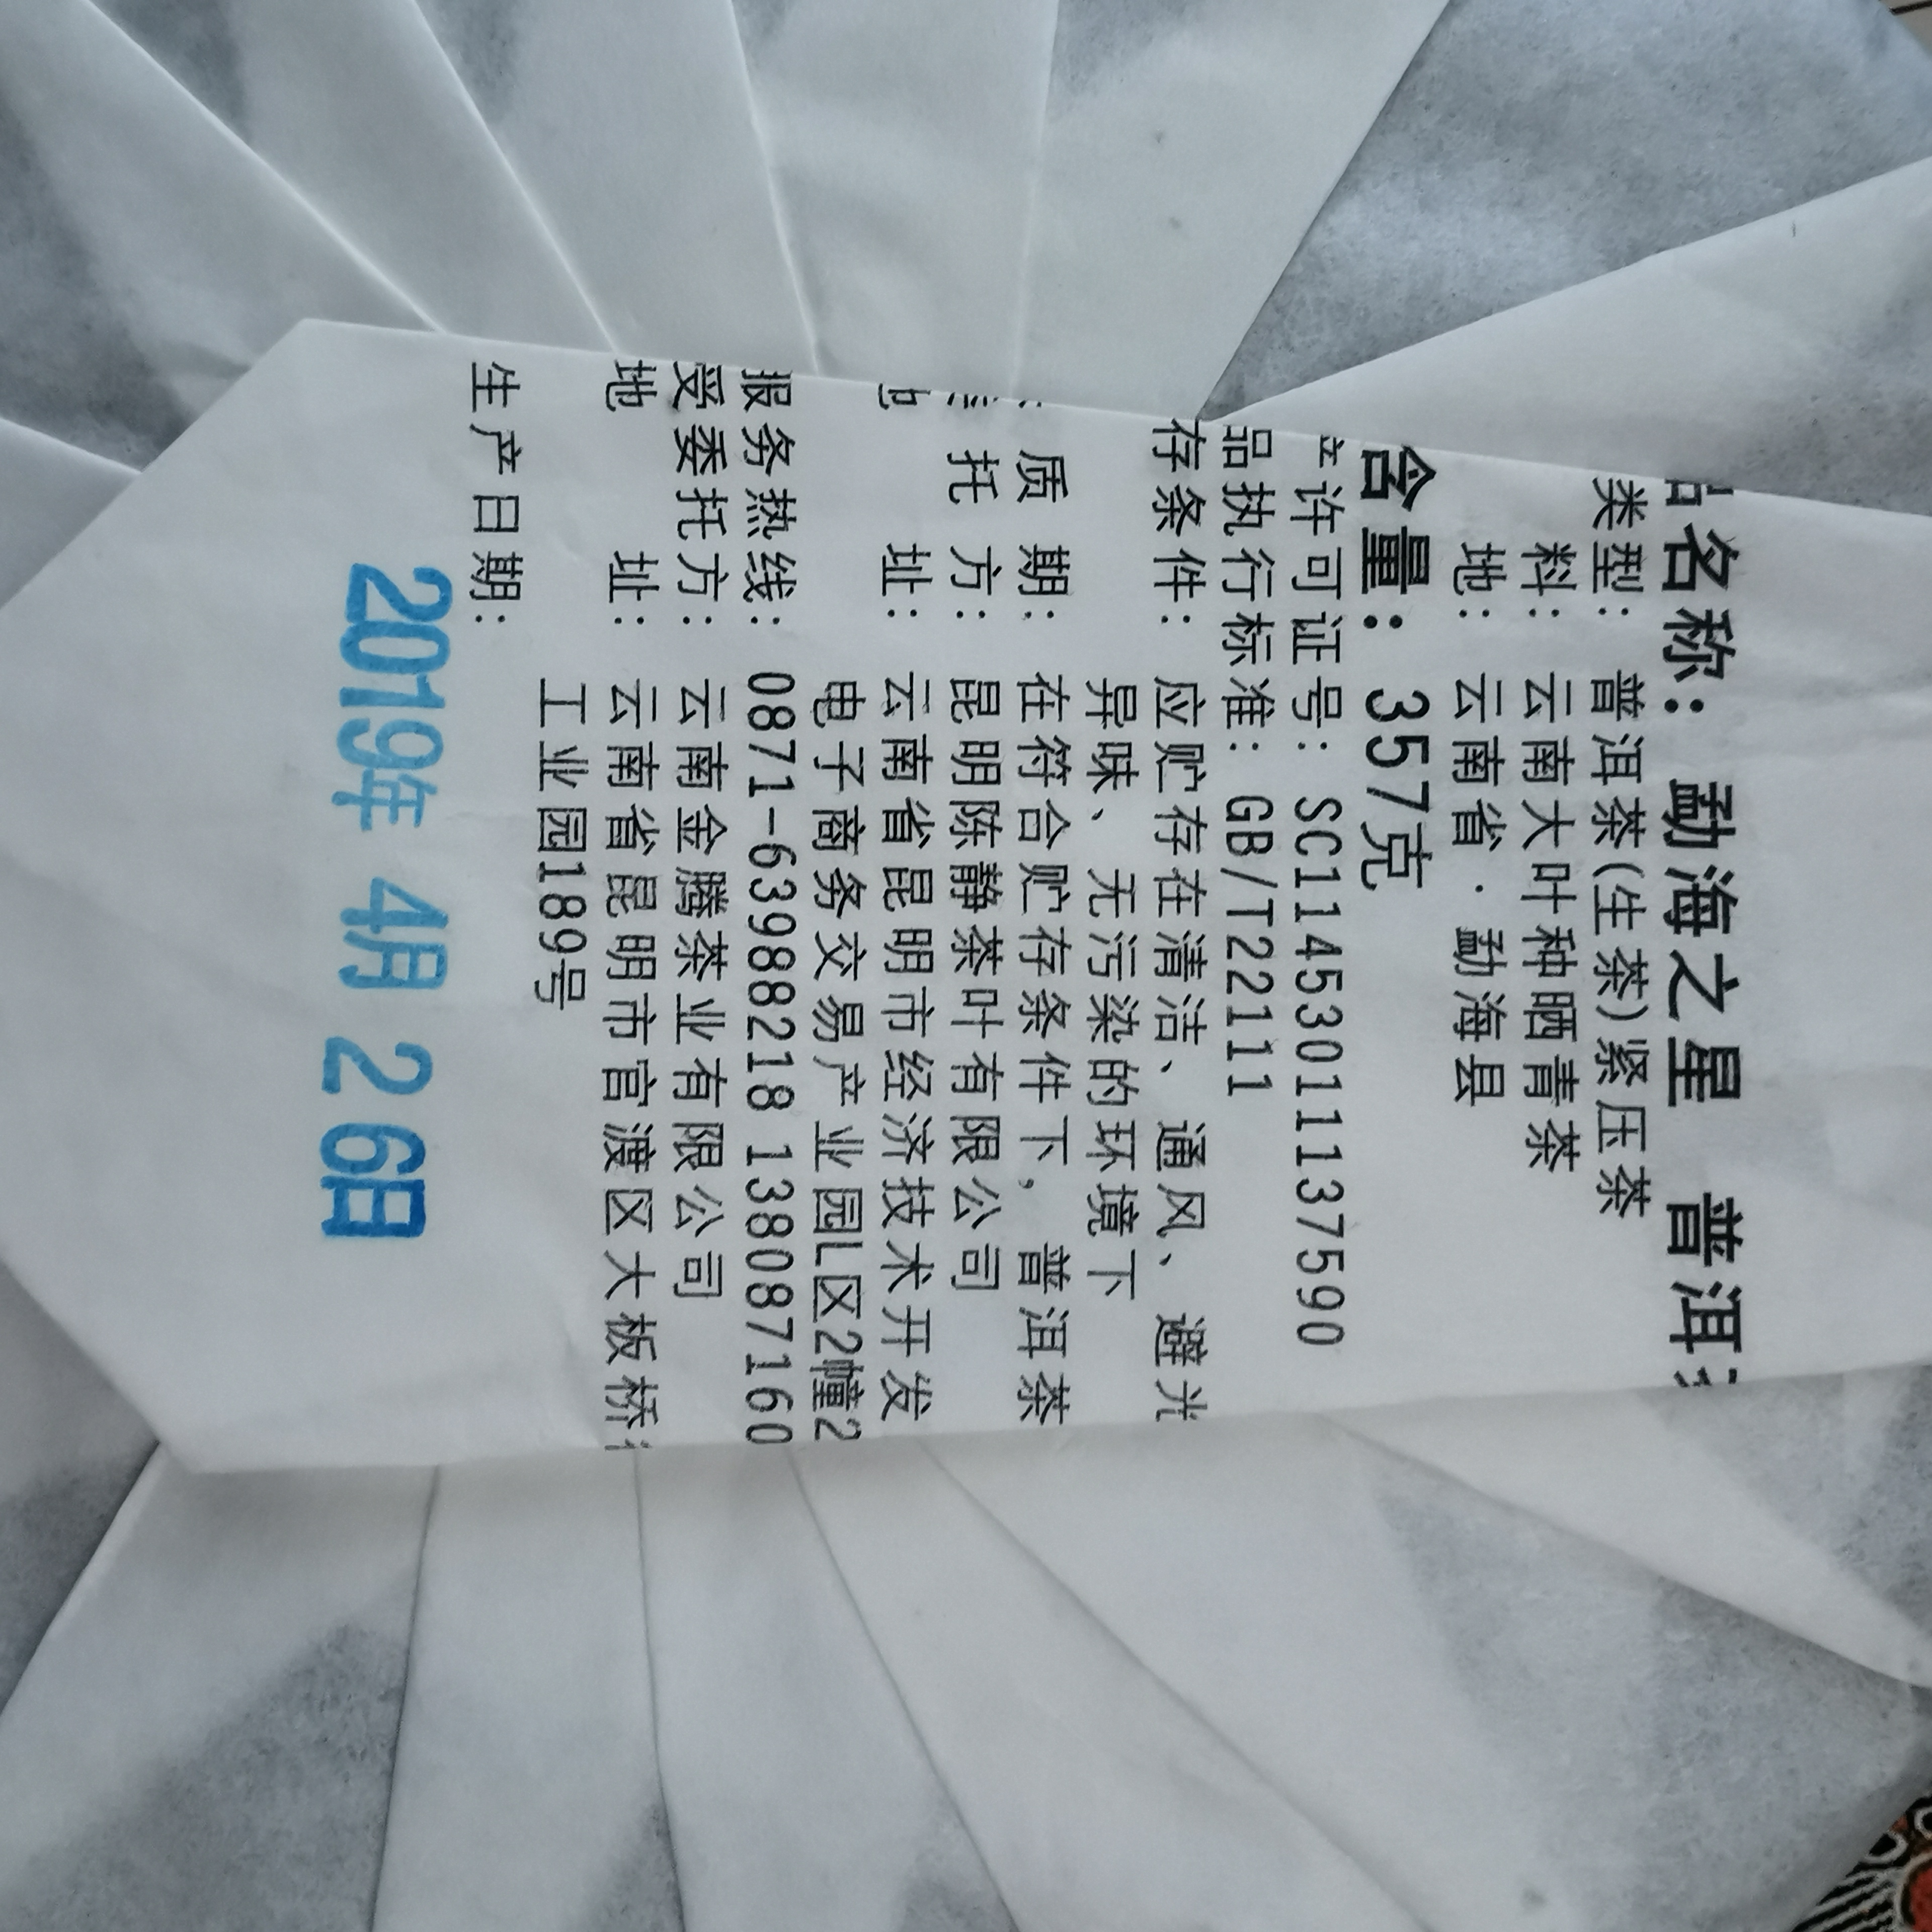 名称：勐海之星 普洱
类型：普洱茶(生茶)紧压茶
料：云南大叶种晒青茶
地：云南省·勐海县
含量：357克
许可证号：SC11453011137590
品执行标准：GB/T22111
存条件：应贮存在清洁、通风、避光
异味、无污染的环境下
质期：在符合贮存条件下，普洱茶
托方：昆明陈静茶叶有限公司
址：云南省昆明市经济技术开发
电子商务交易产业园L区2幢2
服务热线：0871-63988218 138087160
受委托方：云南金腾茶业有限公司
地址：云南省昆明市官渡区大板桥
工业园189号
生产日期：
2019年 4月 26日